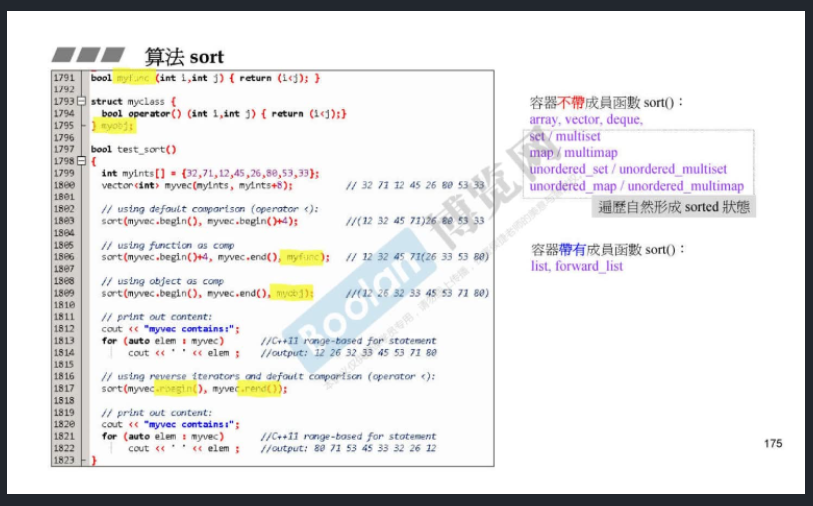 算法 sort
1791 bool myfunc (int i,int j) { return (i<j); }
1792
1793 struct myclass {
1794 bool operator() (int i,int j) { return (i<j);}
1795 } myobj;
1796
1797 bool test_sort()
1798 {
1799 int myints[] = {32,71,12,45,26,80,53,33};
1800 vector<int> myvec(myints, myints+8); // 32 71 12 45 26 80 53 33
1801
1802 // using default comparison (operator <):
1803 sort(myvec.begin(), myvec.begin()+4); //(12 32 45 71)26 80 53 33
1804
1805 // using function as comp
1806 sort(myvec.begin()+4, myvec.end(), myfunc); // 12 32 45 71(26 33 53 80)
1807
1808 // using object as comp
1809 sort(myvec.begin(), myvec.end(), myobj); //(12 26 32 33 45 53 71 80)
1810
1811 // print out content:
1812 cout << "myvec contains:";
1813 for (auto elem : myvec) //C++11 range-based for statement
1814 cout << ' ' << elem ; //output: 12 26 32 33 45 53 71 80
1815
1816 // using reverse iterators and default comparison (operator <):
1817 sort(myvec.rbegin(), myvec.rend());
1818
1819 // print out content:
1820 cout << "myvec contains:";
1821 for (auto elem : myvec) //C++11 range-based for statement
1822 cout << ' ' << elem ; //output: 80 71 53 45 33 32 26 12
1823 }
容器不帶成員函數 sort()：
array, vector, deque,
set / multiset
map / multimap
unordered_set / unordered_multiset
unordered_map / unordered_multimap
遍歷自然形成 sorted 狀態
容器帶有成員函數 sort()：
list, forward_list
Boolan 博览网
175